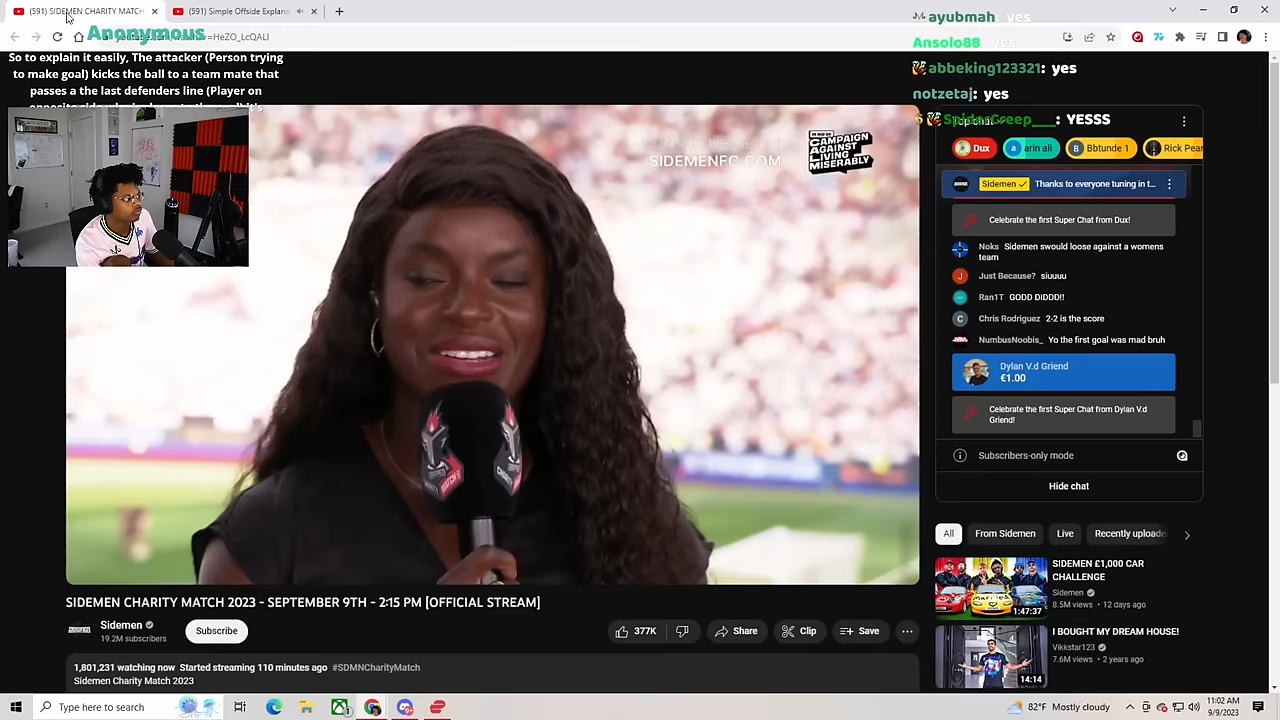 (591) SIDEMEN CHARITY MATCH
(591) Simple Offside Explana
Anonymous
So to explain it easily, The attacker (Person trying
to make goal) kicks the ball to a team mate that
passes a the last defenders line (Player on
ayubmah yes
Ansolo88 yes
abbeking123321: yes
notzetaj: yes
SpiderCreep___: YESSS
SIDEMENFC.COM
CAMPAIGN
AGAINST
LIVING
MISERABLY
Dux
arin ali
Bbtunde 1
Rick Pear
Sidemen Thanks to everyone tuning in t...
Celebrate the first Super Chat from Dux!
Noks Sidemen swould loose against a womens
team
Just Because? siuuuu
Ran1T GODD DIDDD!!
Chris Rodriguez 2-2 is the score
NumbusNoobis_ Yo the first goal was mad bruh
Dylan V.d Griend
€1.00
Celebrate the first Super Chat from Dylan V.d
Griend!
Subscribers-only mode
Hide chat
All
From Sidemen
Live
Recently uploade
SIDEMEN £1,000 CAR
CHALLENGE
Sidemen
8.5M views • 12 days ago
1:47:37
I BOUGHT MY DREAM HOUSE!
Vikkstar123
7.6M views • 2 years ago
14:14
SIDEMEN CHARITY MATCH 2023 - SEPTEMBER 9TH - 2:15 PM [OFFICIAL STREAM]
Sidemen
19.2M subscribers
Subscribe
377K
Share
Clip
Save
1,801,231 watching now Started streaming 110 minutes ago #SDMNCharityMatch
Sidemen Charity Match 2023
Type here to search
82°F Mostly cloudy
11:02 AM
9/9/2023